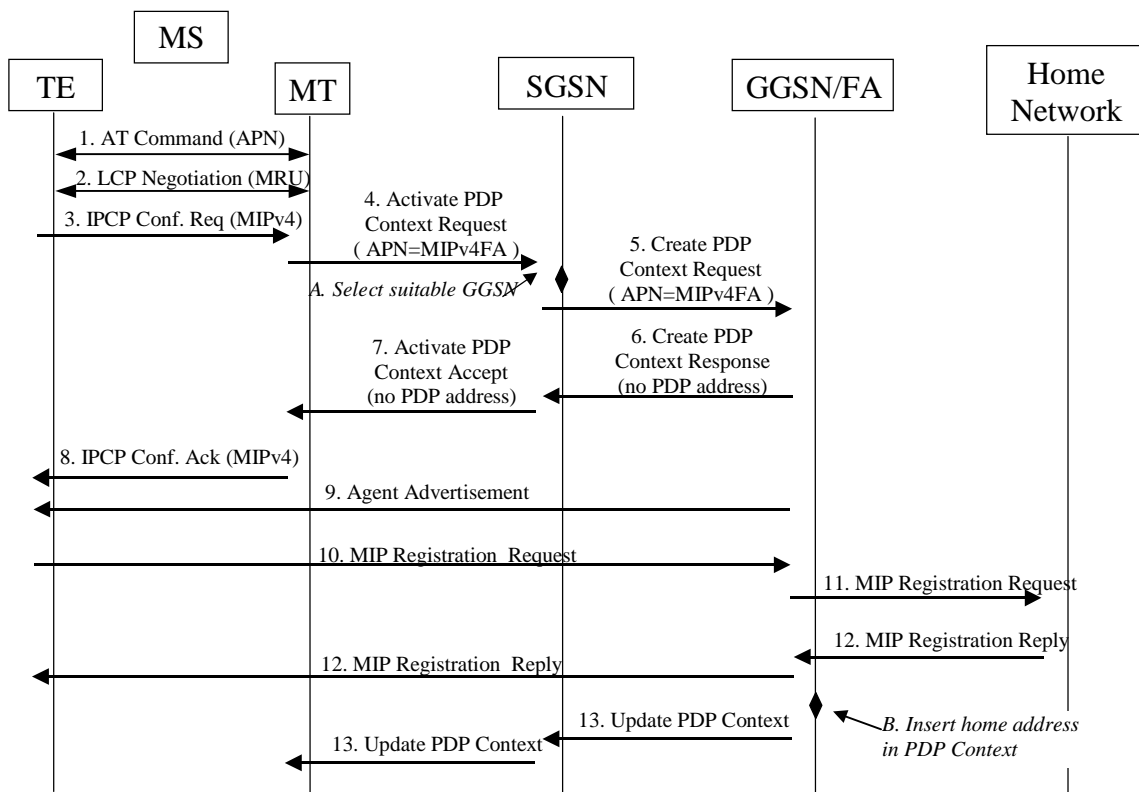 MS
TE
MT
SGSN
GGSN/FA
Home
Network
1. AT Command (APN)
2. LCP Negotiation (MRU)
3. IPCP Conf. Req (MIPv4)
4. Activate PDP
Context Request
( APN=MIPv4FA )
A. Select suitable GGSN
5. Create PDP
Context Request
( APN=MIPv4FA )
6. Create PDP
Context Response
(no PDP address)
7. Activate PDP
Context Accept
(no PDP address)
8. IPCP Conf. Ack (MIPv4)
9. Agent Advertisement
10. MIP Registration Request
11. MIP Registration Request
12. MIP Registration Reply
12. MIP Registration Reply
B. Insert home address
in PDP Context
13. Update PDP Context
13. Update PDP Context